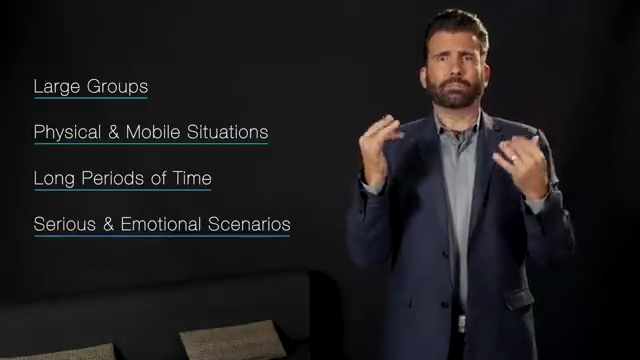 Large Groups
Physical & Mobile Situations
Long Periods of Time
Serious & Emotional Scenarios